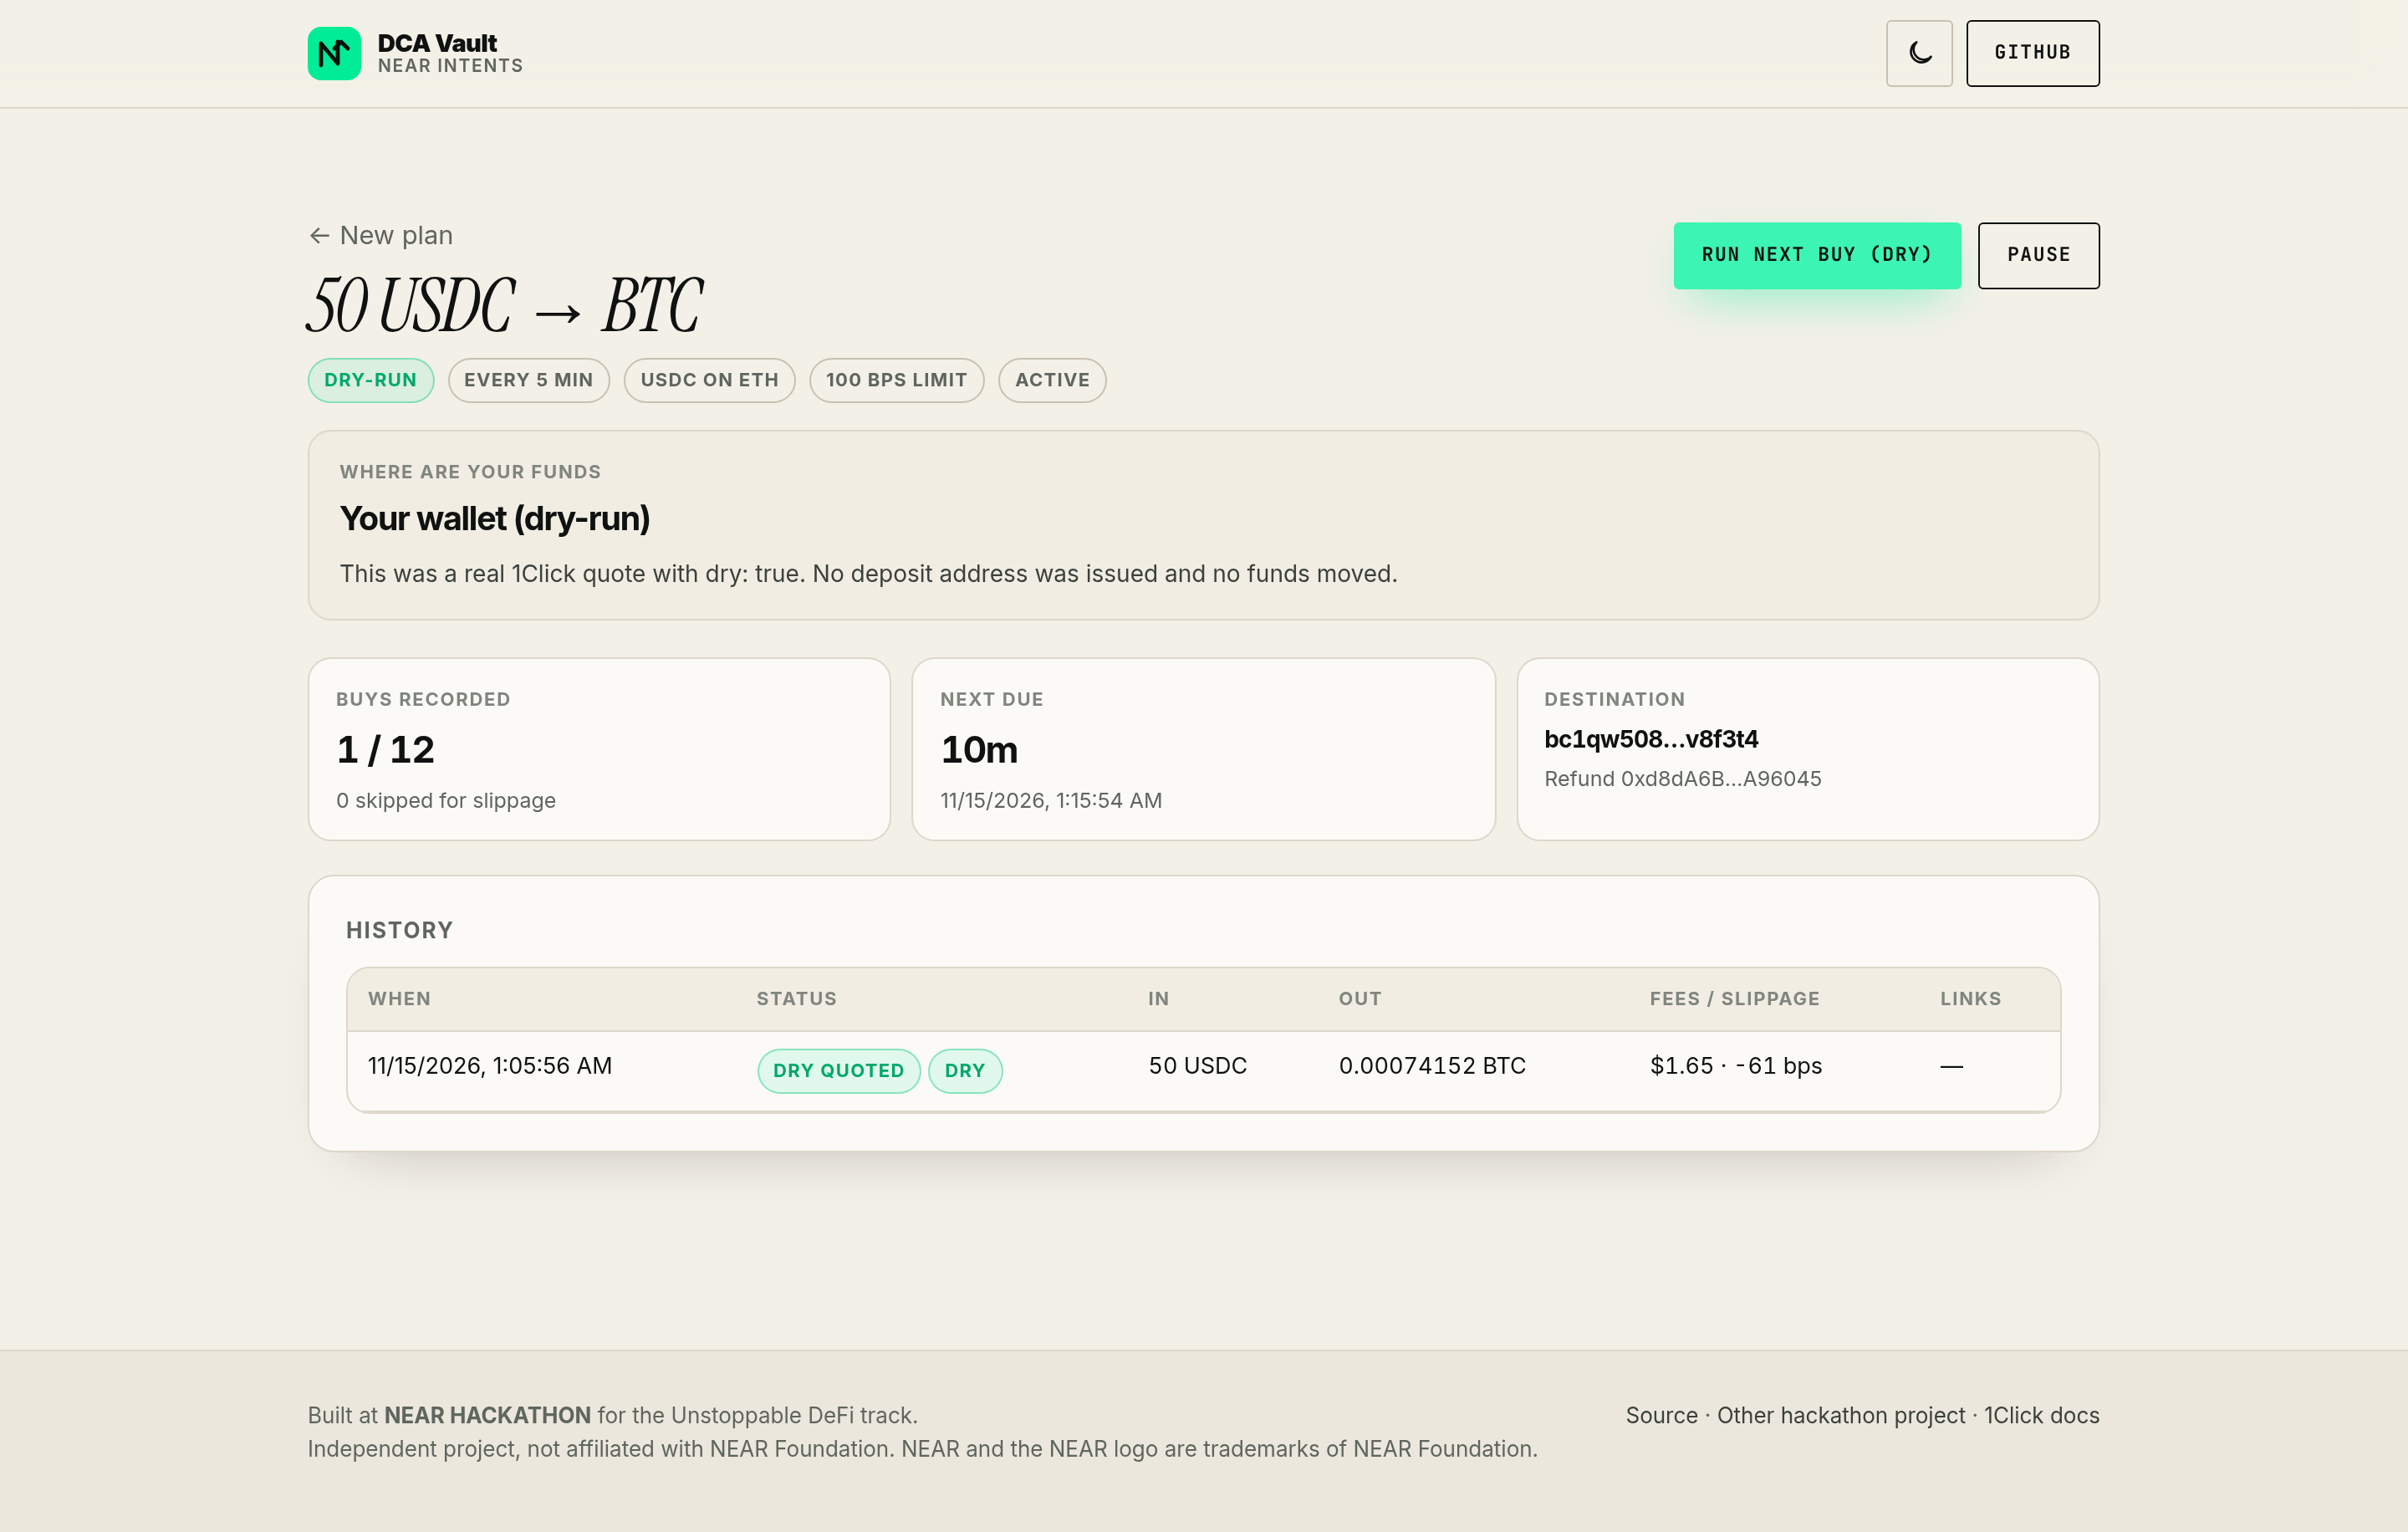 DCA Vault
NEAR INTENTS
GITHUB
← New plan
50 USDC → BTC
RUN NEXT BUY (DRY)
PAUSE
DRY-RUN
EVERY 5 MIN
USDC ON ETH
100 BPS LIMIT
ACTIVE
WHERE ARE YOUR FUNDS
Your wallet (dry-run)
This was a real 1Click quote with dry: true. No deposit address was issued and no funds moved.
BUYS RECORDED
1 / 12
0 skipped for slippage
NEXT DUE
10m
11/15/2026, 1:15:54 AM
DESTINATION
bc1qw508…v8f3t4
Refund 0xd8dA6B…A96045
HISTORY
WHEN STATUS IN OUT FEES / SLIPPAGE LINKS
11/15/2026, 1:05:56 AM DRY QUOTED DRY 50 USDC 0.00074152 BTC $1.65 · -61 bps —
Built at NEAR HACKATHON for the Unstoppable DeFi track.
Independent project, not affiliated with NEAR Foundation. NEAR and the NEAR logo are trademarks of NEAR Foundation.
Source · Other hackathon project · 1Click docs